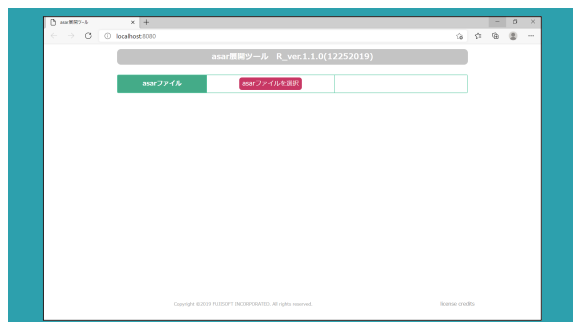 asar展開ツール
localhost:8080
asar展開ツール R_ver.1.1.0(12252019)
asarファイル
asarファイルを選択
Copyright ©2019 FUJISOFT INCORPORATED. All rights reserved.
license credits